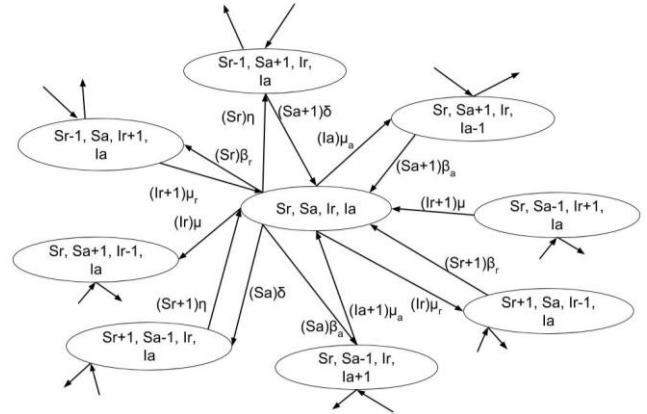 Sr-1, Sa+1, Ir,
Ia
Sr, Sa+1, Ir,
Ia-1
(Sr)η
(Sa+1)δ
(Ia)μₐ
Sr-1, Sa, Ir+1,
Ia
(Sr)βᵣ
(Sa+1)βₐ
(Ir+1)μᵣ
(Ir)μ
Sr, Sa, Ir, Ia
(Ir+1)μ
Sr, Sa-1, Ir+1,
Ia
Sr, Sa+1, Ir-1,
Ia
(Sr+1)βᵣ
(Sr+1)η
(Sa)δ
(Ia+1)μₐ
(Ir)μᵣ
Sr+1, Sa, Ir-1,
Ia
(Sa)βₐ
Sr+1, Sa-1, Ir,
Ia
Sr, Sa-1, Ir,
Ia+1